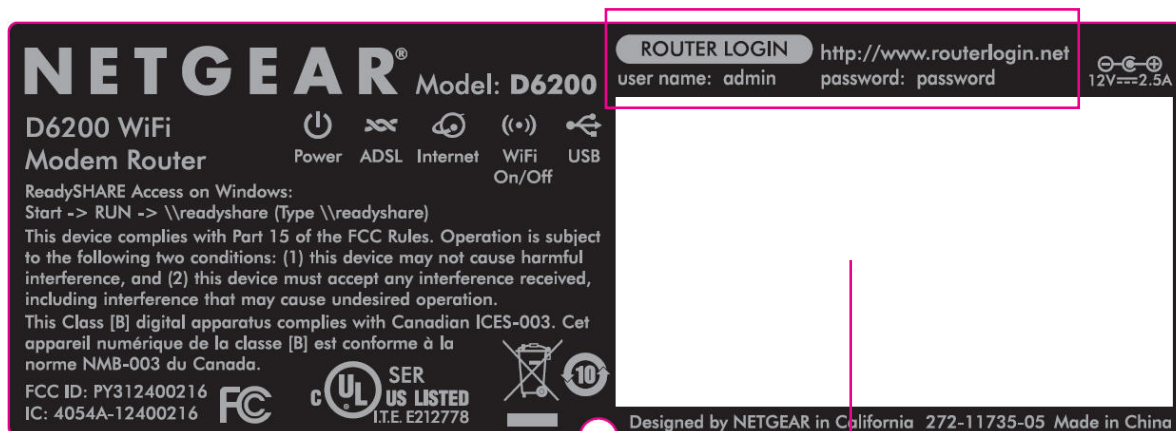 NETGEAR® Model: D6200
D6200 WiFi
Modem Router
Power ADSL Internet WiFi On/Off USB
ReadySHARE Access on Windows:
Start -> RUN -> \\readyshare (Type \\readyshare)
This device complies with Part 15 of the FCC Rules. Operation is subject
to the following two conditions: (1) this device may not cause harmful
interference, and (2) this device must accept any interference received,
including interference that may cause undesired operation.
This Class [B] digital apparatus complies with Canadian ICES-003. Cet
appareil numérique de la classe [B] est conforme à la
norme NMB-003 du Canada.
FCC ID: PY312400216
IC: 4054A-12400216
FC
C UL SER
US LISTED
I.T.E. E212778
10
ROUTER LOGIN http://www.routerlogin.net
user name: admin password: password
12V 2.5A
Designed by NETGEAR in California 272-11735-05 Made in China